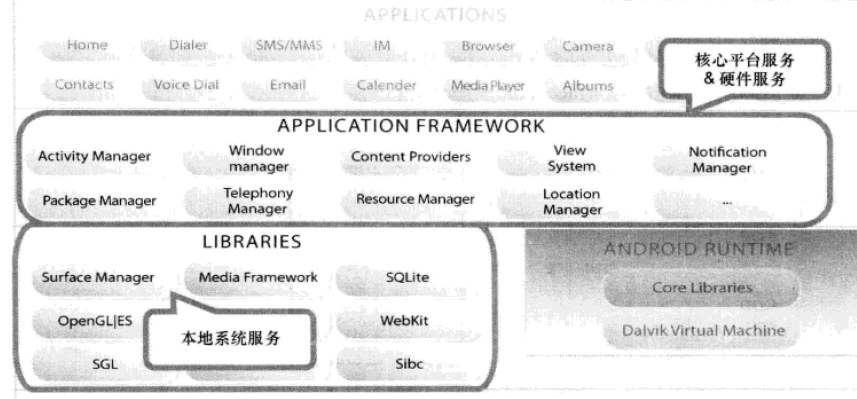 APPLICATIONS
Home
Dialer
SMS/MMS
IM
Browser
Camera
核心平台服务
& 硬件服务
Contacts
Voice Dial
Email
Calender
Media Player
Albums
APPLICATION FRAMEWORK
Activity Manager
Window
manager
Content Providers
View
System
Notification
Manager
Package Manager
Telephony
Manager
Resource Manager
Location
Manager
...
LIBRARIES
Surface Manager
Media Framework
SQLite
OpenGL|ES
本地系统服务
WebKit
SGL
Sibc
ANDROID RUNTIME
Core Libraries
Dalvik Virtual Machine